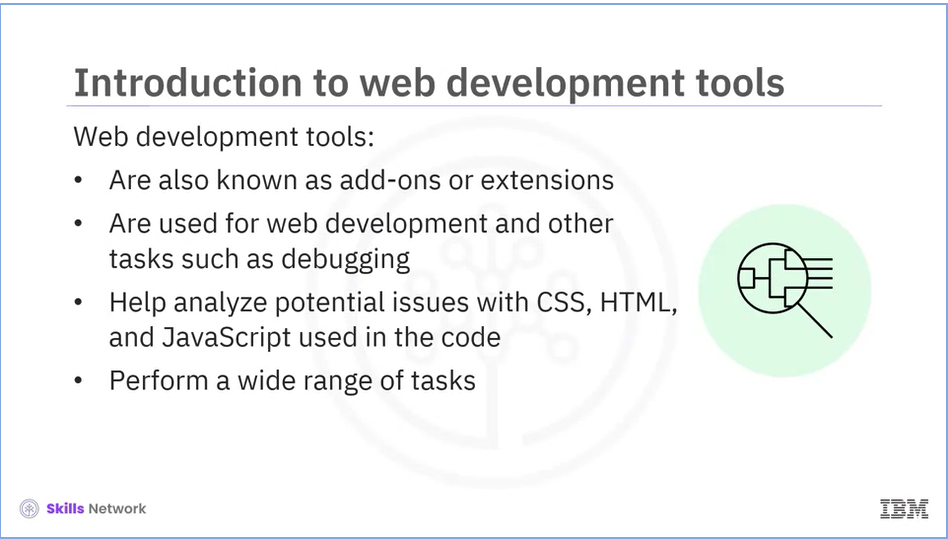 Introduction to web development tools
Web development tools:
• Are also known as add-ons or extensions
• Are used for web development and other
tasks such as debugging
• Help analyze potential issues with CSS, HTML,
and JavaScript used in the code
• Perform a wide range of tasks
Skills Network
IBM